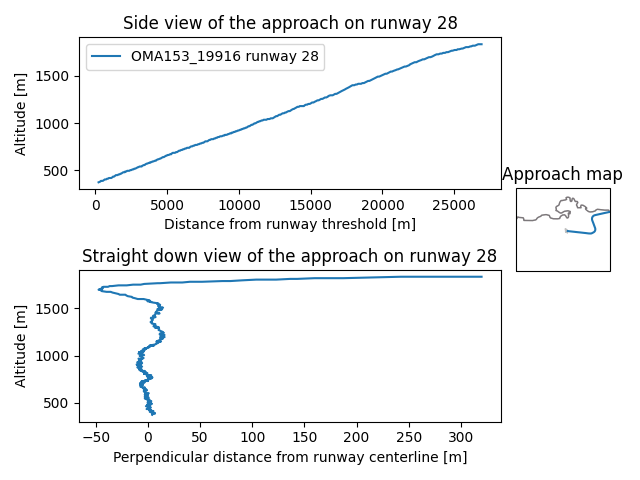 Side view of the approach on runway 28
OMA153_19916 runway 28
Altitude [m]
1500
1000
500
0 5000 10000 15000 20000 25000
Distance from runway threshold [m]
Approach map
Straight down view of the approach on runway 28
Altitude [m]
1500
1000
500
−50 0 50 100 150 200 250 300
Perpendicular distance from runway centerline [m]